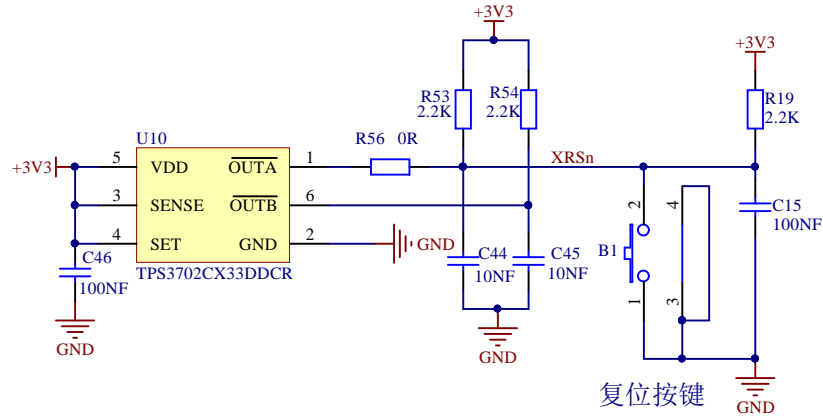 +3V3
+3V3
R53
2.2K
R54
2.2K
R19
2.2K
U10
R56 0R
XRSn
+3V3
5 VDD OUTA 1
3 SENSE OUTB 6
4 SET GND 2
GND
C46
100NF
TPS3702CX33DDCR
C44
10NF
C45
10NF
2
4
B1
1
3
C15
100NF
GND
GND
复位按键
GND